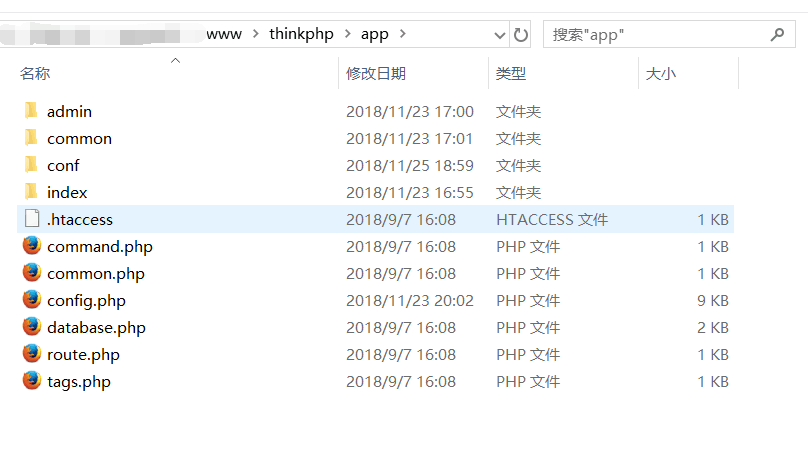 www > thinkphp > app > 搜索"app"
名称 修改日期 类型 大小
admin 2018/11/23 17:00 文件夹
common 2018/11/23 17:01 文件夹
conf 2018/11/25 18:59 文件夹
index 2018/11/23 16:55 文件夹
.htaccess 2018/9/7 16:08 HTACCESS 文件 1 KB
command.php 2018/9/7 16:08 PHP 文件 1 KB
common.php 2018/9/7 16:08 PHP 文件 1 KB
config.php 2018/11/23 20:02 PHP 文件 9 KB
database.php 2018/9/7 16:08 PHP 文件 2 KB
route.php 2018/9/7 16:08 PHP 文件 1 KB
tags.php 2018/9/7 16:08 PHP 文件 1 KB